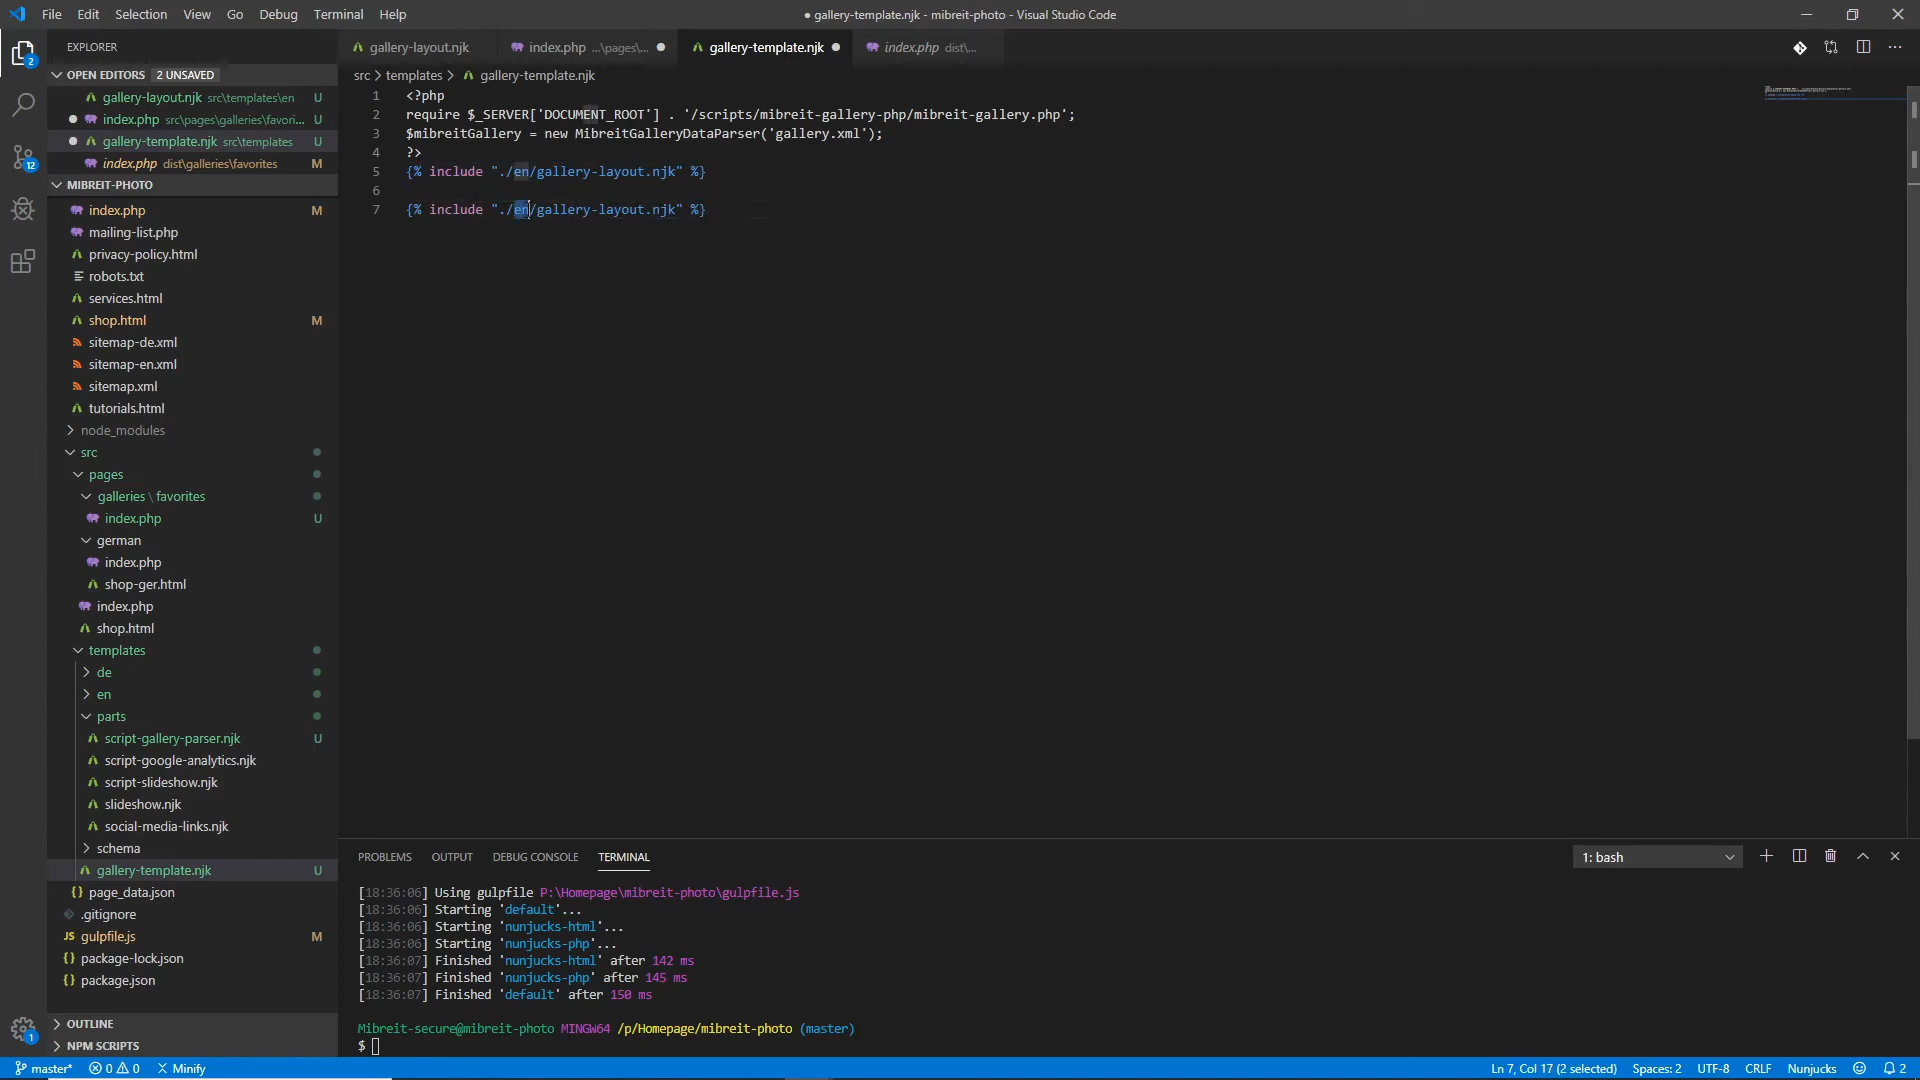 File Edit Selection View Go Debug Terminal Help
● gallery-template.njk - mibreit-photo - Visual Studio Code
EXPLORER
OPEN EDITORS 2 UNSAVED
gallery-layout.njk src\templates\en U
index.php src\pages\galleries\favori... U
gallery-template.njk src\templates U
index.php dist\galleries\favorites M
MIBREIT-PHOTO
index.php M
mailing-list.php
privacy-policy.html
robots.txt
services.html
shop.html M
sitemap-de.xml
sitemap-en.xml
sitemap.xml
tutorials.html
node_modules
src
pages
galleries \ favorites
index.php U
german
index.php
shop-ger.html
index.php
shop.html
templates
de
en
parts
script-gallery-parser.njk U
script-google-analytics.njk
script-slideshow.njk
slideshow.njk
social-media-links.njk
schema
gallery-template.njk U
page_data.json
.gitignore
gulpfile.js M
package-lock.json
package.json
OUTLINE
NPM SCRIPTS
gallery-layout.njk index.php ...\pages\... gallery-template.njk index.php dist\...
src > templates > gallery-template.njk
1 <?php
2 require $_SERVER['DOCUMENT_ROOT'] . '/scripts/mibreit-gallery-php/mibreit-gallery.php';
3 $mibreitGallery = new MibreitGalleryDataParser('gallery.xml');
4 ?>
5 {% include "./en/gallery-layout.njk" %}
6
7 {% include "./en/gallery-layout.njk" %}
PROBLEMS OUTPUT DEBUG CONSOLE TERMINAL
1: bash
[18:36:06] Using gulpfile P:\Homepage\mibreit-photo\gulpfile.js
[18:36:06] Starting 'default'...
[18:36:06] Starting 'nunjucks-html'...
[18:36:06] Starting 'nunjucks-php'...
[18:36:07] Finished 'nunjucks-html' after 142 ms
[18:36:07] Finished 'nunjucks-php' after 145 ms
[18:36:07] Finished 'default' after 150 ms
Mibreit-secure@mibreit-photo MINGW64 /p/Homepage/mibreit-photo (master)
$
2
12
1
master* 0 0 Minify
Ln 7, Col 17 (2 selected) Spaces: 2 UTF-8 CRLF Nunjucks 2